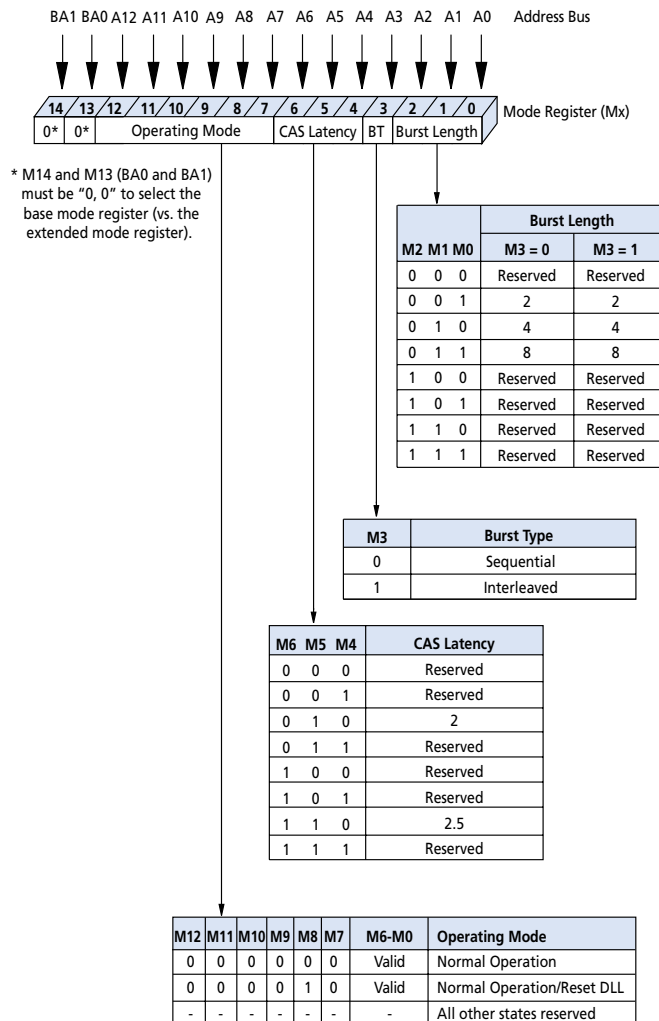 BA1 BA0 A12 A11 A10 A9 A8 A7 A6 A5 A4 A3 A2 A1 A0 Address Bus
14 13 12 11 10 9 8 7 6 5 4 3 2 1 0 Mode Register (Mx)
0* 0* Operating Mode CAS Latency BT Burst Length
* M14 and M13 (BA0 and BA1)
must be “0, 0” to select the
base mode register (vs. the
extended mode register).
Burst Length
M2 M1 M0 M3 = 0 M3 = 1
0 0 0 Reserved Reserved
0 0 1 2 2
0 1 0 4 4
0 1 1 8 8
1 0 0 Reserved Reserved
1 0 1 Reserved Reserved
1 1 0 Reserved Reserved
1 1 1 Reserved Reserved
M3 Burst Type
0 Sequential
1 Interleaved
M6 M5 M4 CAS Latency
0 0 0 Reserved
0 0 1 Reserved
0 1 0 2
0 1 1 Reserved
1 0 0 Reserved
1 0 1 Reserved
1 1 0 2.5
1 1 1 Reserved
M12 M11 M10 M9 M8 M7 M6-M0 Operating Mode
0 0 0 0 0 0 Valid Normal Operation
0 0 0 0 1 0 Valid Normal Operation/Reset DLL
- - - - - - - All other states reserved